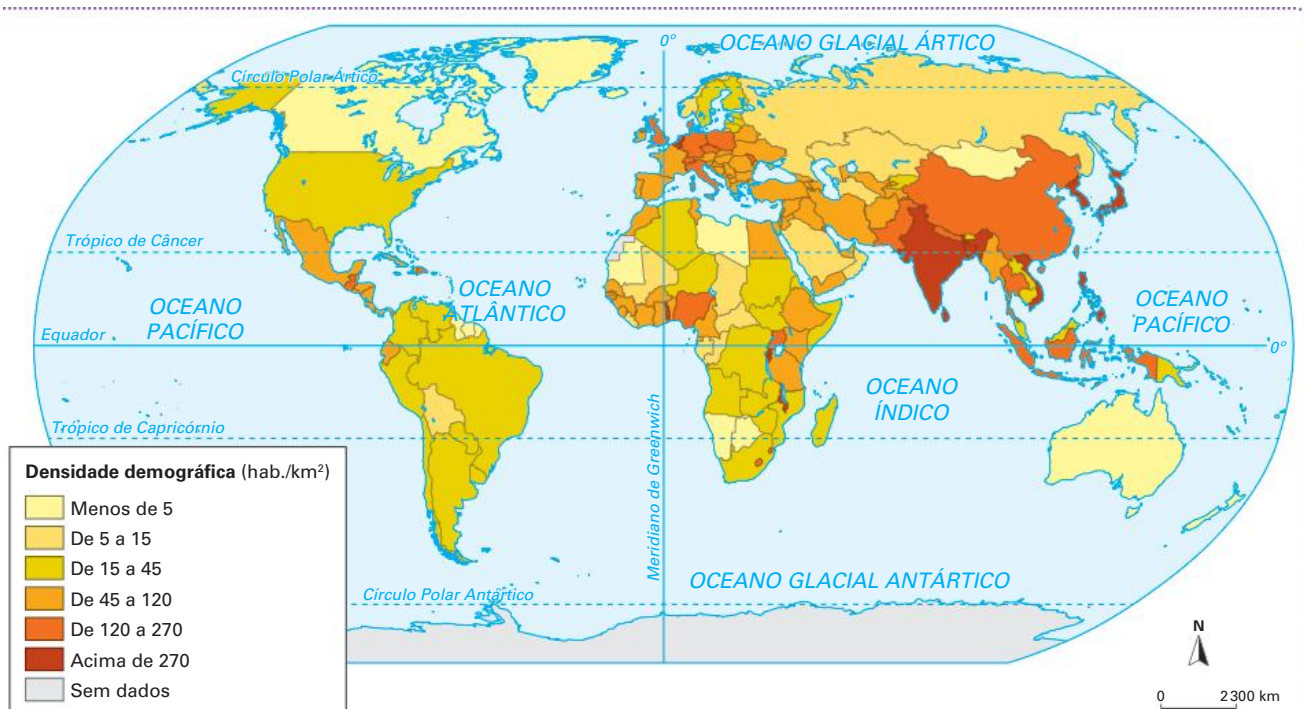 0°
OCEANO GLACIAL ÁRTICO
Círculo Polar Ártico
Trópico de Câncer
OCEANO
PACÍFICO
OCEANO
ATLÂNTICO
OCEANO
PACÍFICO
Equador
0°
OCEANO
ÍNDICO
Trópico de Capricórnio
Meridiano de Greenwich
OCEANO GLACIAL ANTÁRTICO
Círculo Polar Antártico
Densidade demográfica (hab./km²)
Menos de 5
De 5 a 15
De 15 a 45
De 45 a 120
De 120 a 270
Acima de 270
Sem dados
N
0 2300 km